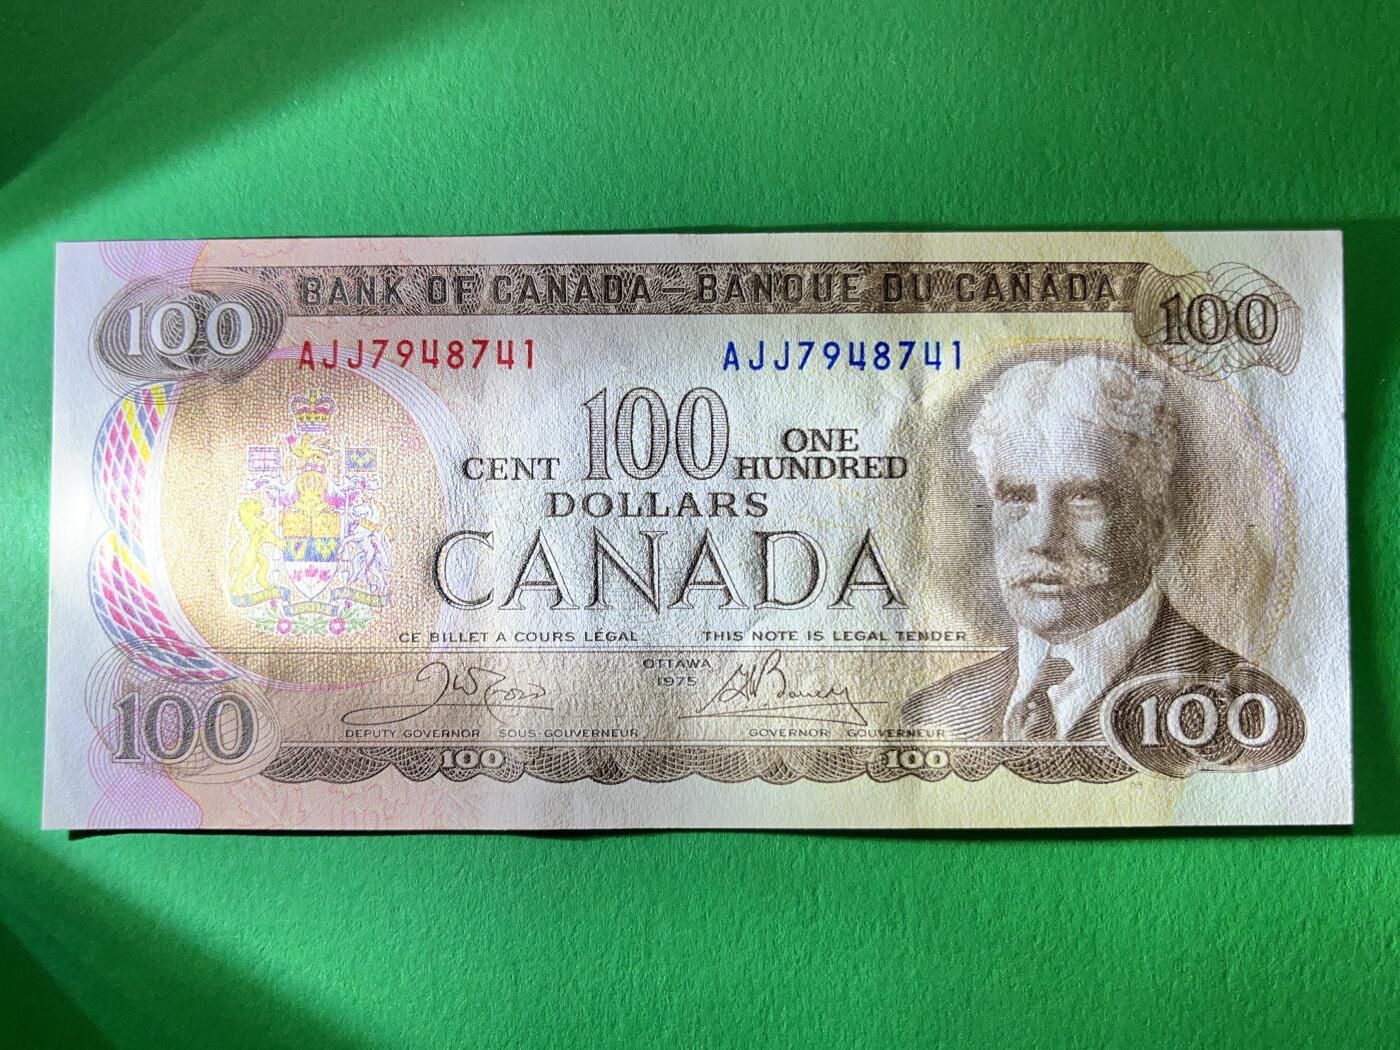 BANK OF CANADA – BANQUE DU CANADA
100
100
AJJ7948741 AJJ7948741
CENT 100 ONE HUNDRED
DOLLARS
CANADA
CE BILLET A COURS LÉGAL THIS NOTE IS LEGAL TENDER
OTTAWA
1975
DEPUTY GOVERNOR SOUS-GOUVERNEUR GOVERNOR GOUVERNEUR
100 100
100 100